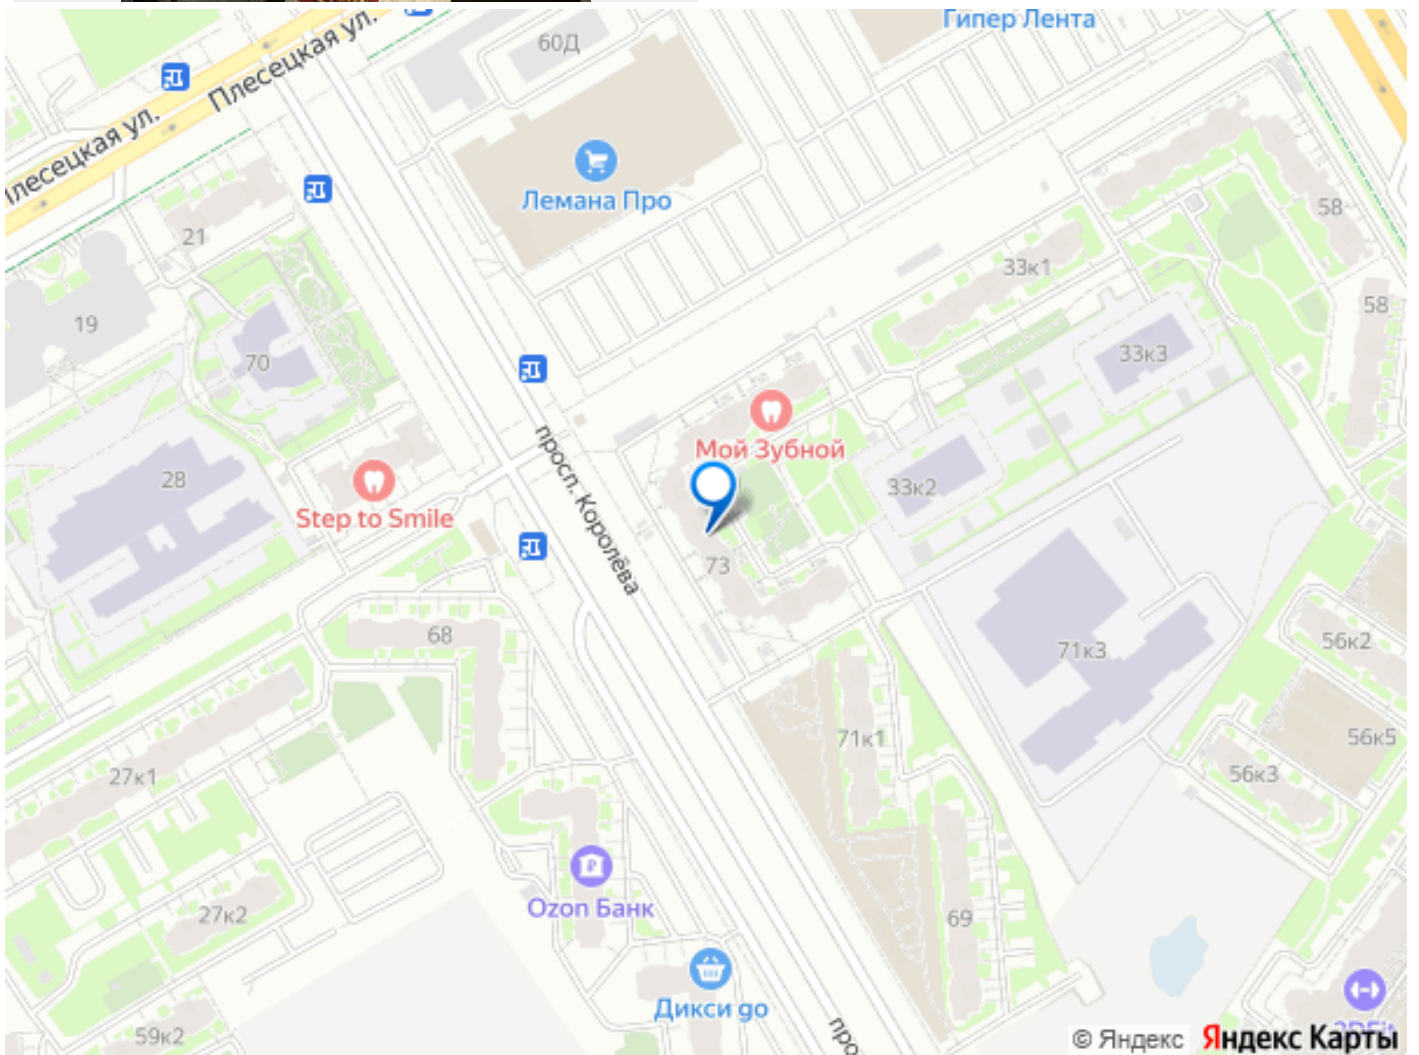 Гипер Лента
60Д
Плесецкая ул.
Плесецкая ул.
Лемана Про
21
58
33к1
58
19
33к3
70
просп. Королёва
Мой Зубной
28
33к2
Step to Smile
73
68
71к3
56к2
71к1
56к5
27к1
56к3
Ozon Банк
27к2
69
Дикси go
59к2
© Яндекс Яндекс Карты